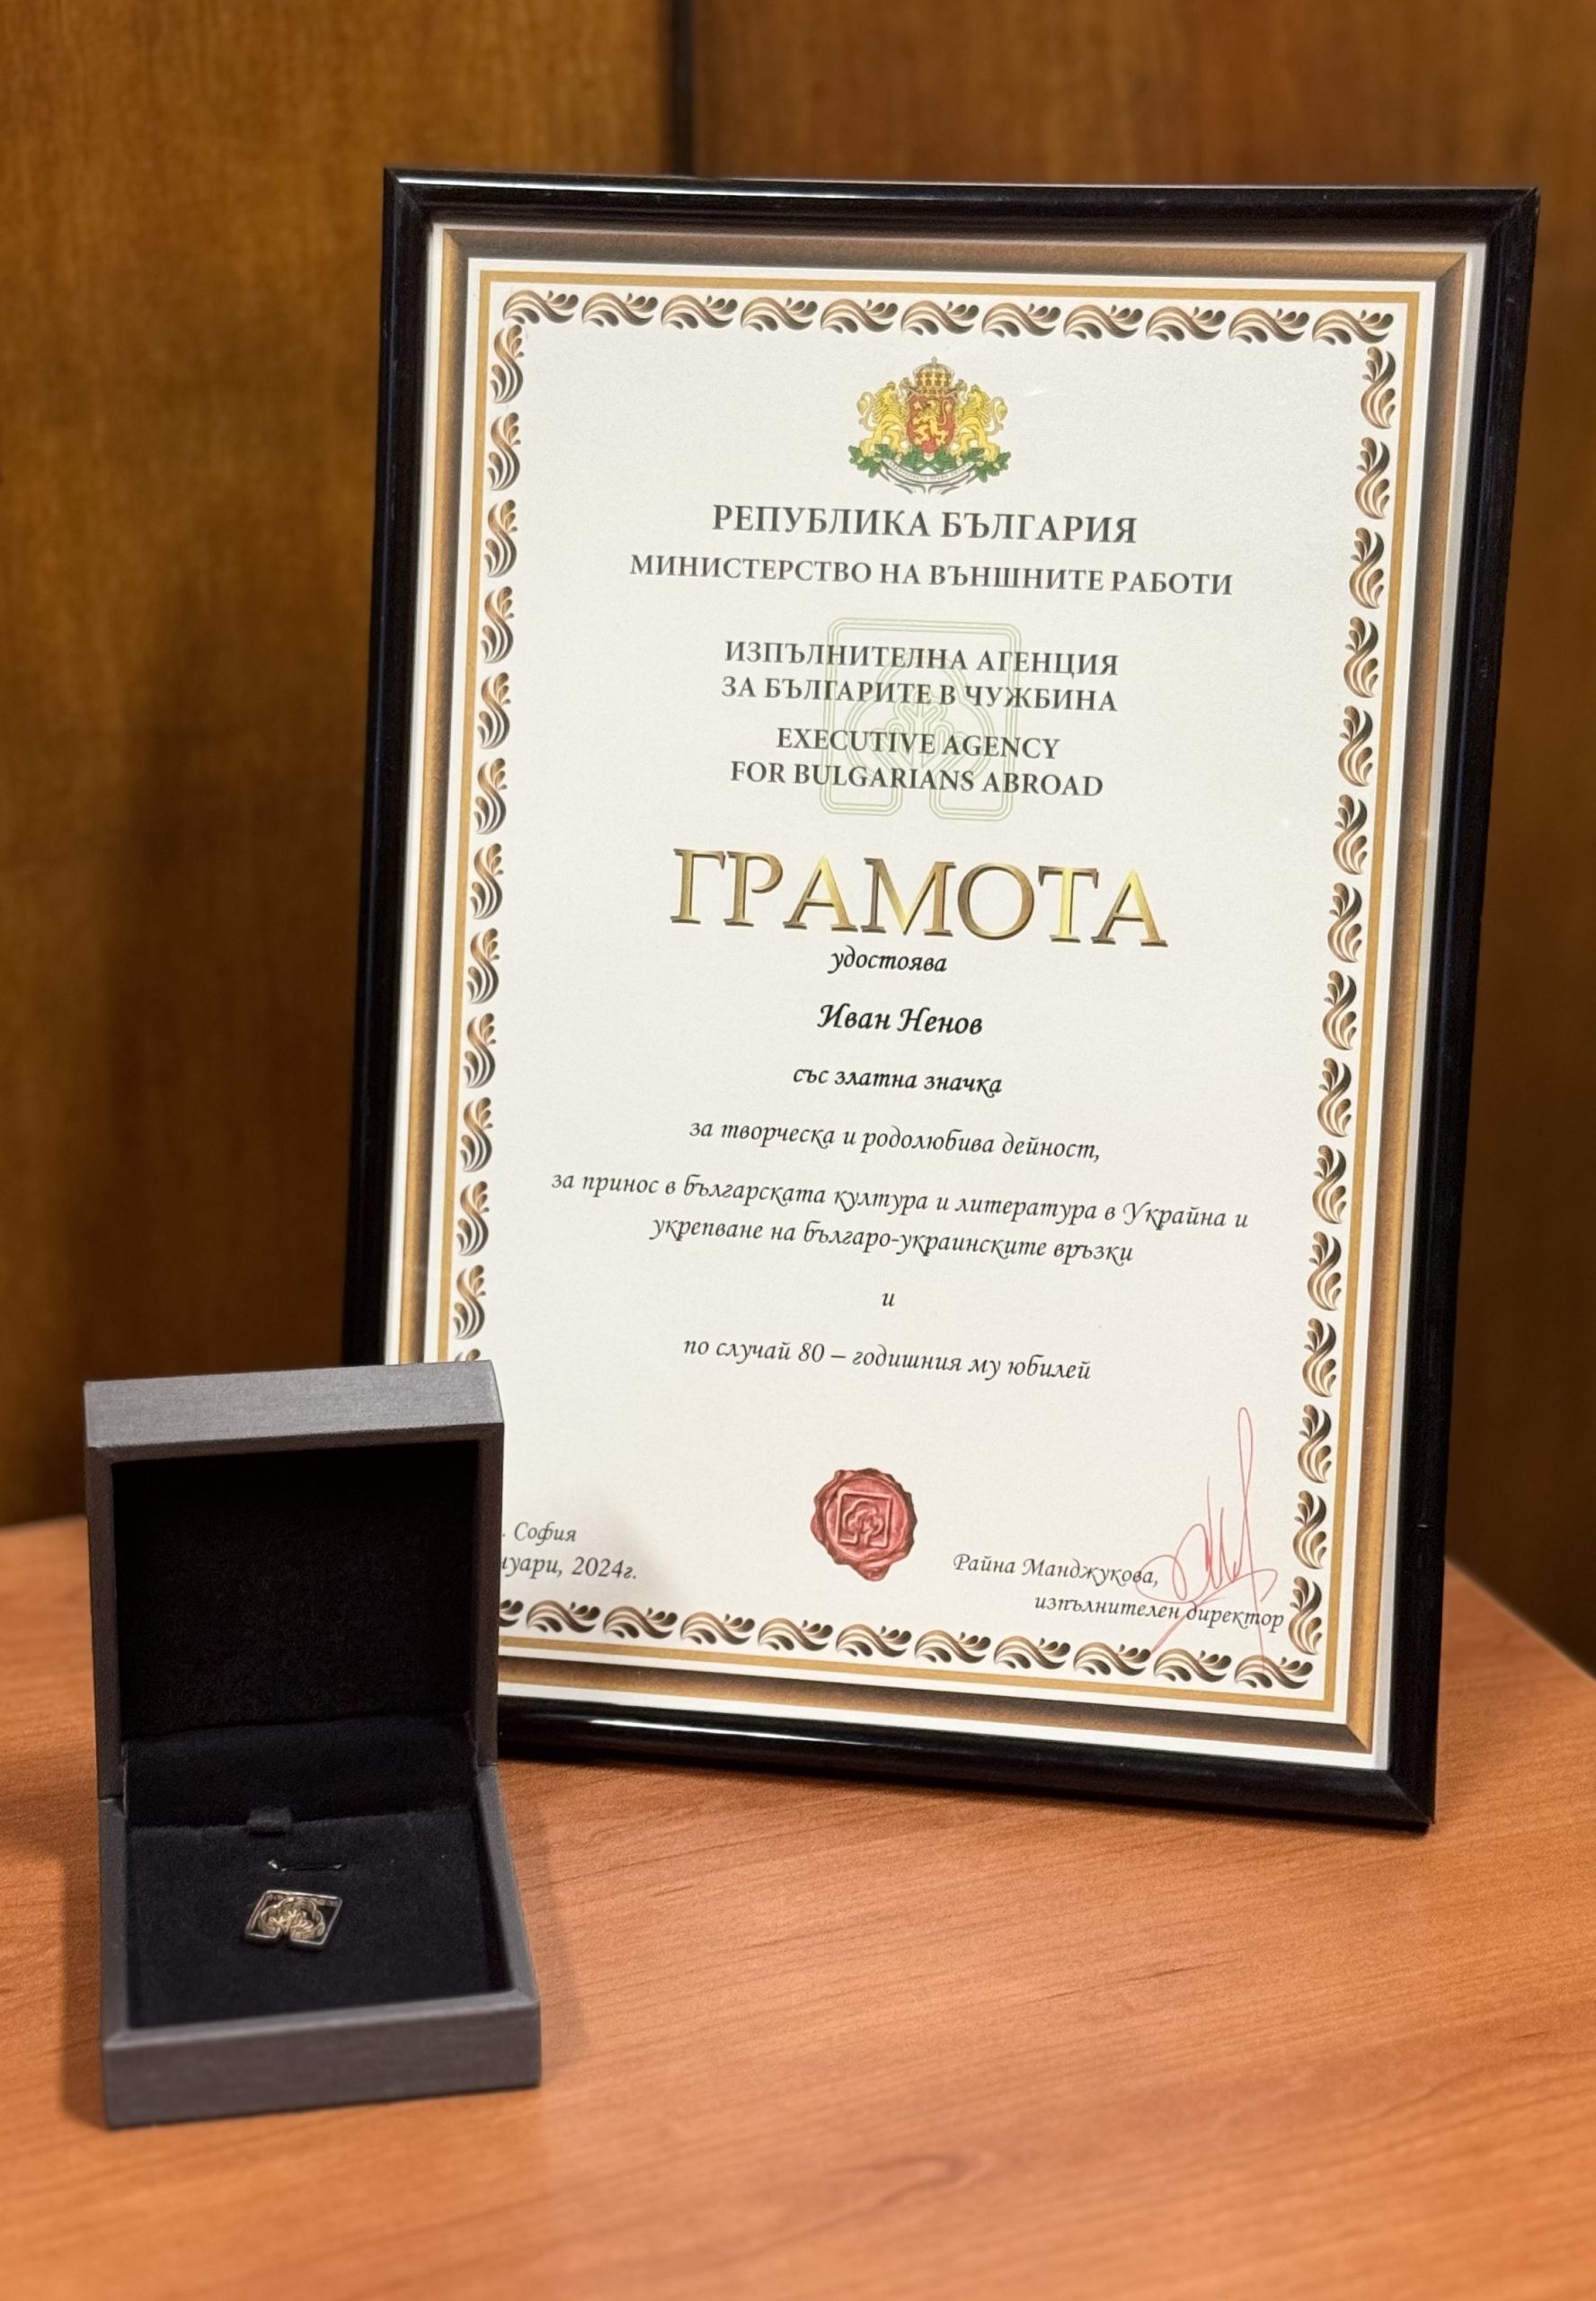 РЕПУБЛИКА БЪЛГАРИЯ
МИНИСТЕРСТВО НА ВЪНШНИТЕ РАБОТИ
ИЗПЪЛНИТЕЛНА АГЕНЦИЯ
ЗА БЪЛГАРИТЕ В ЧУЖБИНА
EXECUTIVE AGENCY
FOR BULGARIANS ABROAD
ГРАМОТА
удостоява
Иван Ненов
със златна значка
за творческа и родолюбива дейност,
за принос в българската култура и литература в Украйна и
укрепване на българо-украинските връзки
и
по случай 80 – годишния му юбилей
. София
нуари, 2024г.
Райна Манджукова,
изпълнителен директор